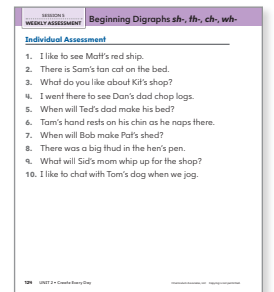 SESSION 5
WEEKLY ASSESSMENT
Beginning Digraphs sh-, th-, ch-, wh-
Individual Assessment
1. I like to see Matt's red ship.
2. There is Sam's tan cat on the bed.
3. What do you like about Kit's shop?
4. I went there to see Dan's dad chop logs.
5. When will Ted's dad make his bed?
6. Tam's hand rests on his chin as he naps there.
7. When will Bob make Pat's shed?
8. There was a big thud in the hen's pen.
9. What will Sid's mom whip up for the shop?
10. I like to chat with Tom's dog when we jog.
124 UNIT 2 • Create Every Day